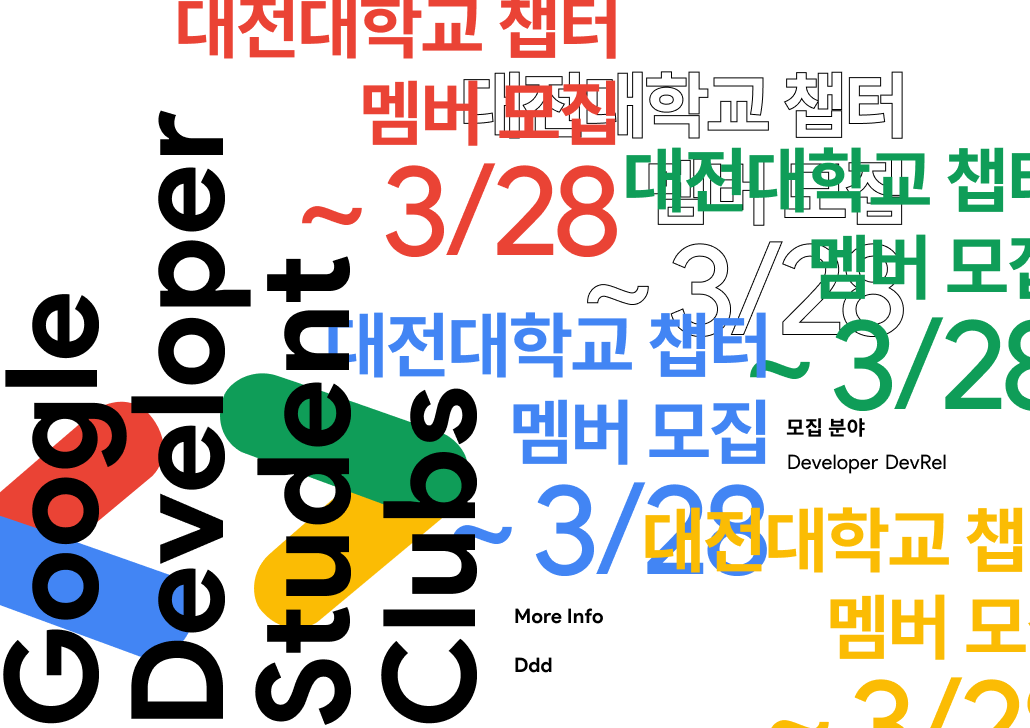 Google
Developer
Student
Clubs
대전대학교 챕터
멤버 모집
~ 3/28
대전대학교 챕터
멤버 모집
~ 3/28
대전대학교 챕터
멤버 모집
~ 3/28
대전대학교 챕터
멤버 모집
~ 3/28
모집 분야
Developer DevRel
대전대학교 챕
멤버 모
~ 3/28
More Info
Ddd